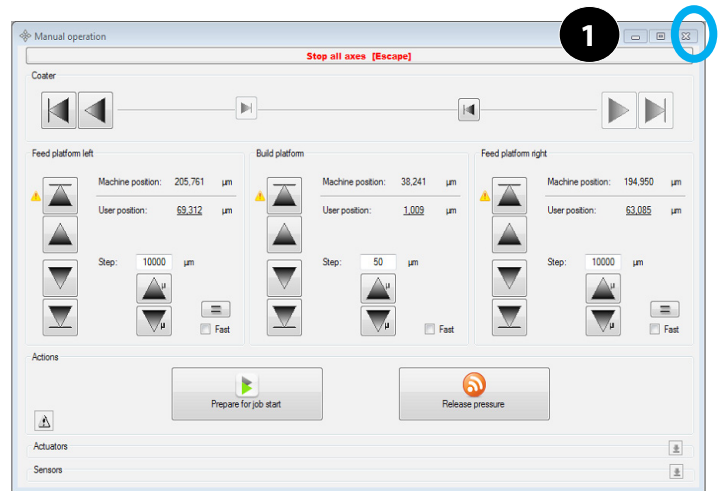 1
Manual operation
Stop all axes [Escape]
Coater
Feed platform left
Machine position: 205,761 µm
User position: 69,312 µm
Step: 10000 µm
µ
µ
Fast
Build platform
Machine position: 38,241 µm
User position: 1,009 µm
Step: 50 µm
µ
µ
Fast
Feed platform right
Machine position: 194,950 µm
User position: 63,085 µm
Step: 10000 µm
µ
µ
Fast
Actions
Prepare for job start
Release pressure
Actuators
Sensors